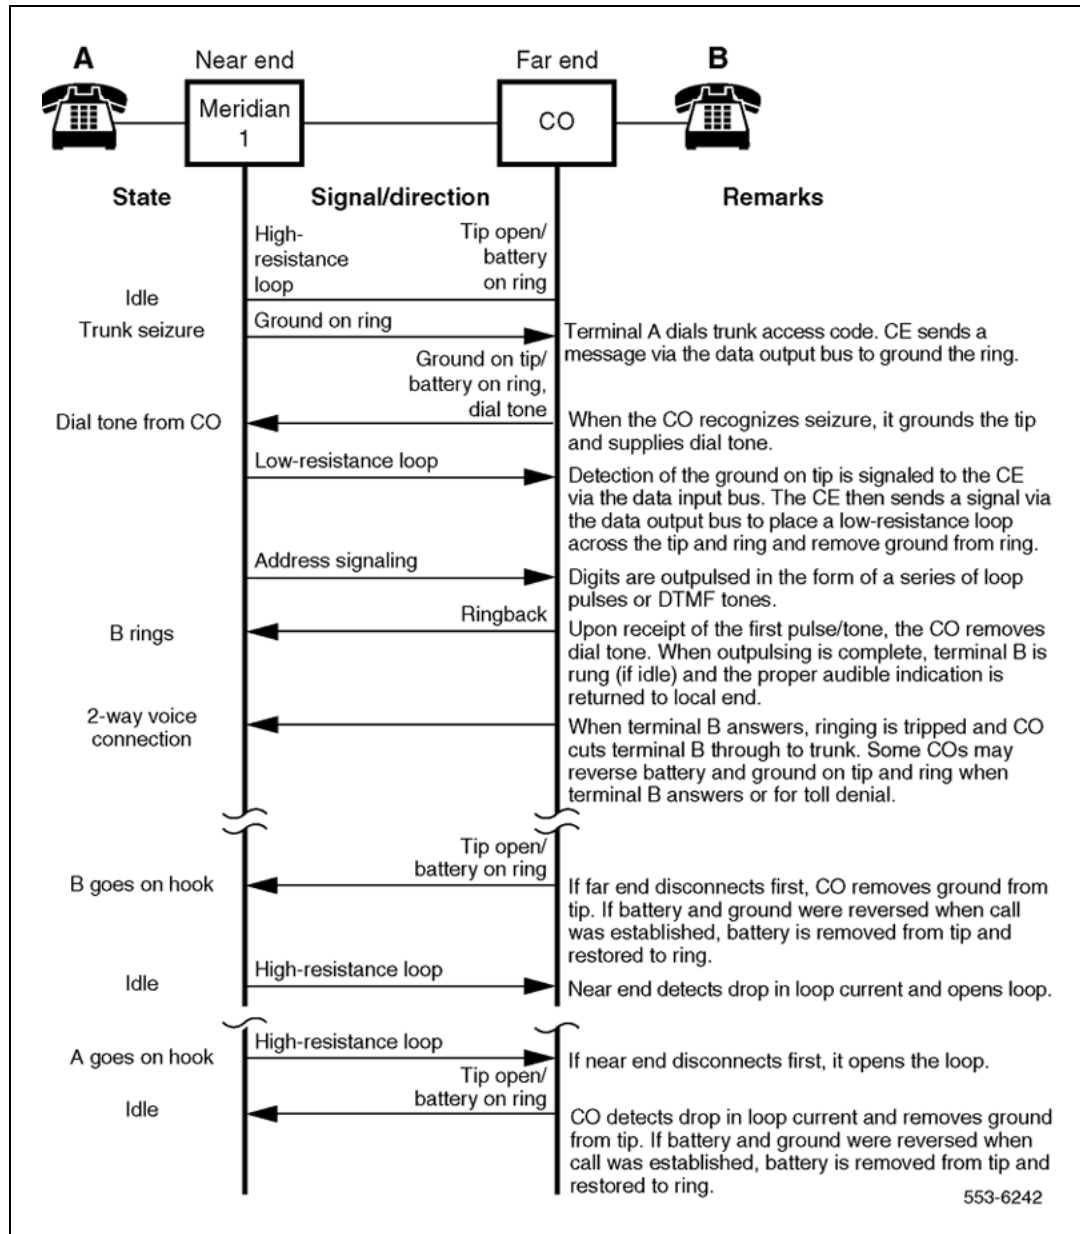 A
Near end
Far end
B
Meridian
1
CO
State
Signal/direction
Remarks
High-
resistance
loop
Tip open/
battery
on ring
Idle
Trunk seizure
Ground on ring
Terminal A dials trunk access code. CE sends a
message via the data output bus to ground the ring.
Ground on tip/
battery on ring,
dial tone
Dial tone from CO
When the CO recognizes seizure, it grounds the tip
and supplies dial tone.
Low-resistance loop
Detection of the ground on tip is signaled to the CE
via the data input bus. The CE then sends a signal via
the data output bus to place a low-resistance loop
across the tip and ring and remove ground from ring.
Address signaling
Digits are outpulsed in the form of a series of loop
pulses or DTMF tones.
Ringback
B rings
Upon receipt of the first pulse/tone, the CO removes
dial tone. When outpulsing is complete, terminal B is
rung (if idle) and the proper audible indication is
returned to local end.
2-way voice
connection
When terminal B answers, ringing is tripped and CO
cuts terminal B through to trunk. Some COs may
reverse battery and ground on tip and ring when
terminal B answers or for toll denial.
Tip open/
battery on ring
B goes on hook
If far end disconnects first, CO removes ground from
tip. If battery and ground were reversed when call
was established, battery is removed from tip and
restored to ring.
Idle
High-resistance loop
Near end detects drop in loop current and opens loop.
A goes on hook
High-resistance loop
If near end disconnects first, it opens the loop.
Tip open/
battery on ring
Idle
CO detects drop in loop current and removes ground
from tip. If battery and ground were reversed when
call was established, battery is removed from tip and
restored to ring.
553-6242